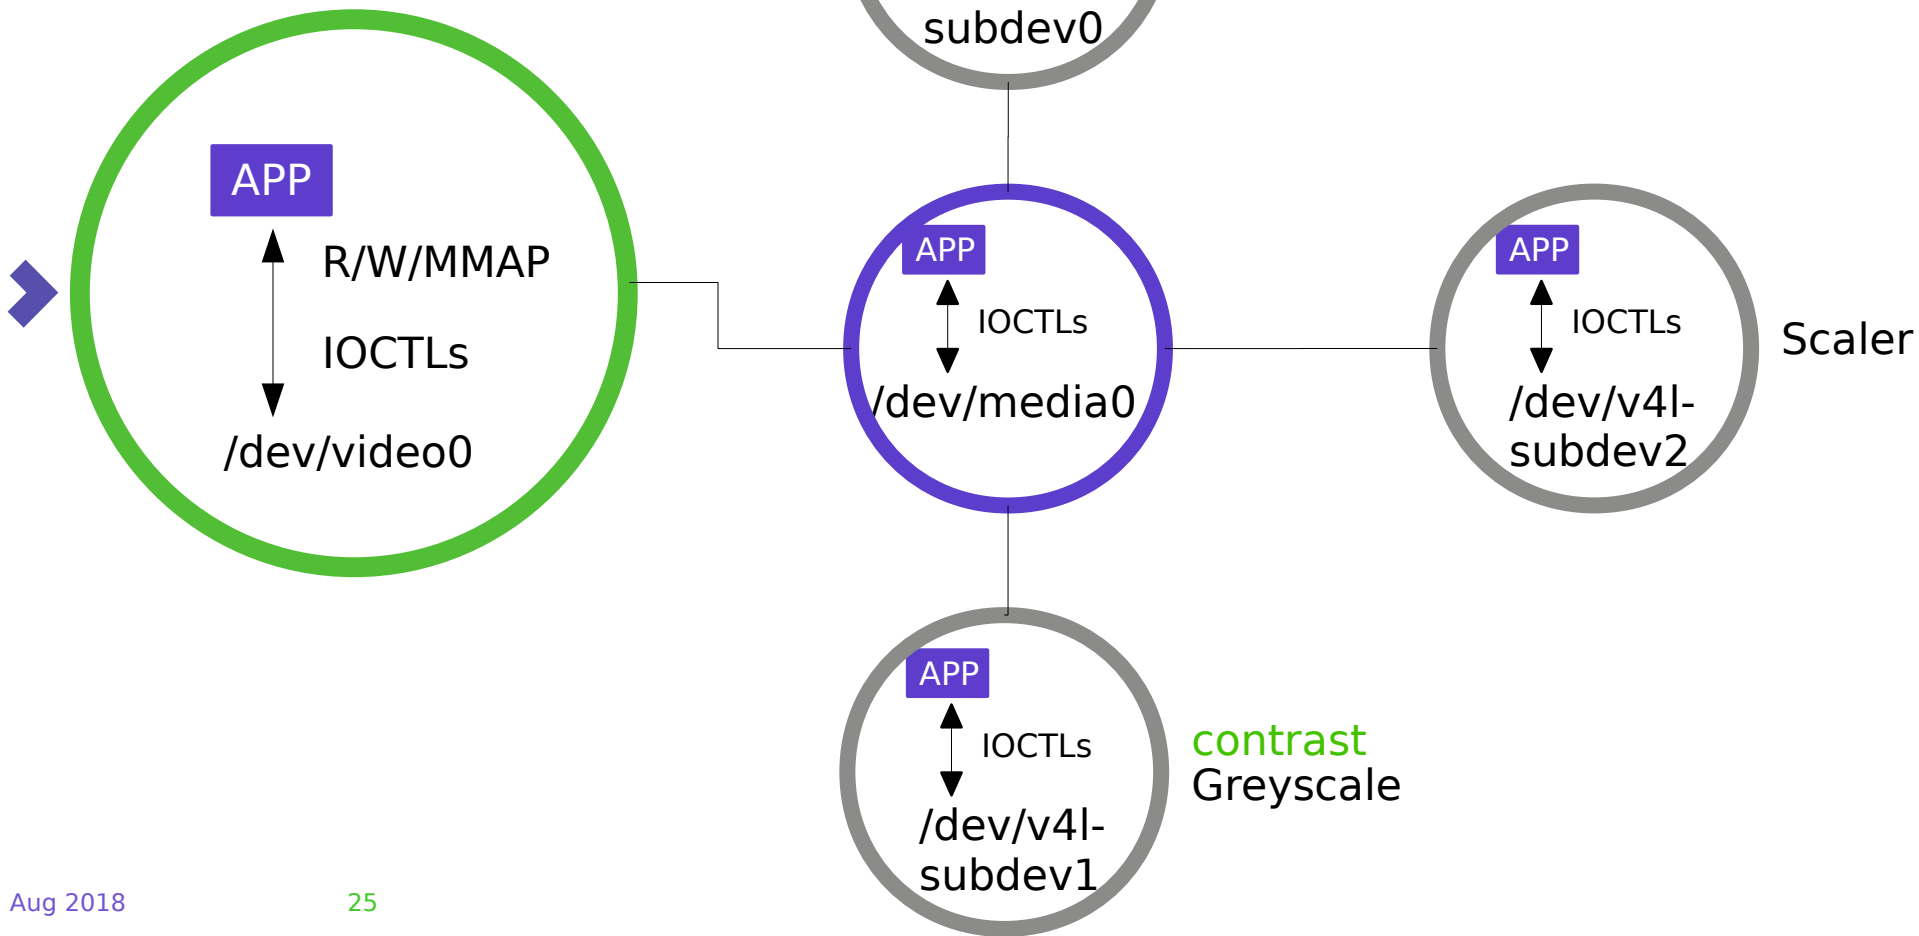 subdev0
APP
R/W/MMAP
IOCTLs
/dev/video0
APP
IOCTLs
/dev/media0
APP
IOCTLs
/dev/v4l-
subdev2
Scaler
APP
IOCTLs
/dev/v4l-
subdev1
contrast
Greyscale
Aug 2018
25